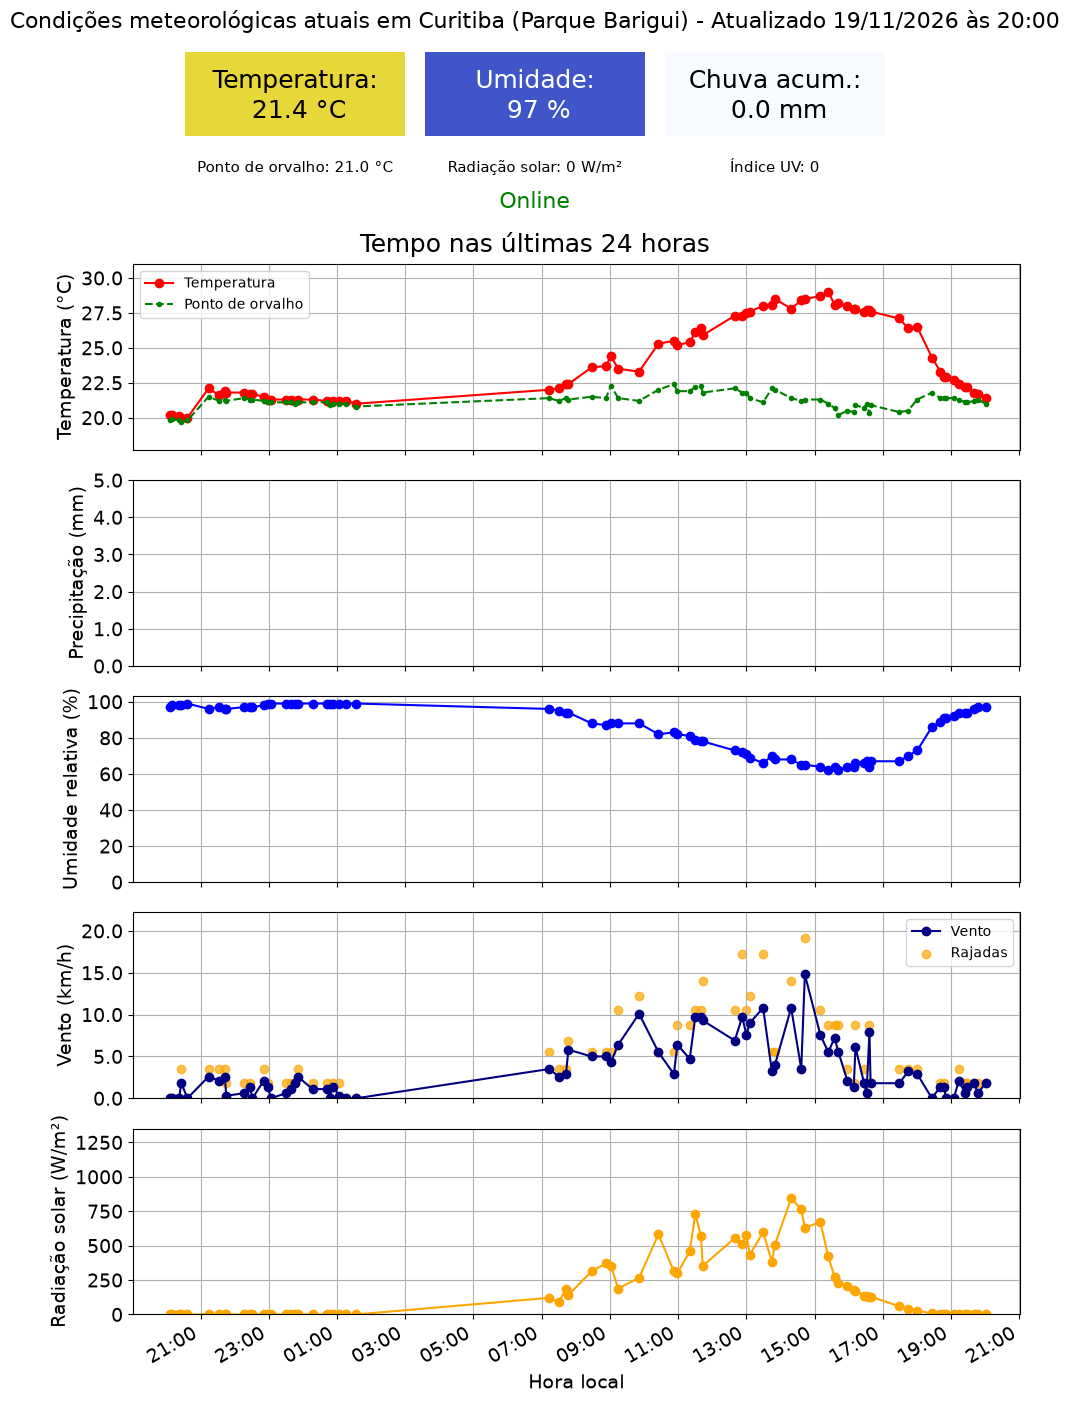 Condições meteorológicas atuais em Curitiba (Parque Barigui) - Atualizado 19/11/2026 às 20:00
Temperatura:
21.4 °C
Umidade:
97 %
Chuva acum.:
0.0 mm
Ponto de orvalho: 21.0 °C
Radiação solar: 0 W/m²
Índice UV: 0
Online
Tempo nas últimas 24 horas
Temperatura (°C)
30.0
27.5
25.0
22.5
20.0
Temperatura
Ponto de orvalho
Precipitação (mm)
5.0
4.0
3.0
2.0
1.0
0.0
Umidade relativa (%)
100
80
60
40
20
0
Vento (km/h)
20.0
15.0
10.0
5.0
0.0
Vento
Rajadas
Radiação solar (W/m²)
1250
1000
750
500
250
0
21:00
23:00
01:00
03:00
05:00
07:00
09:00
11:00
13:00
15:00
17:00
19:00
21:00
Hora local